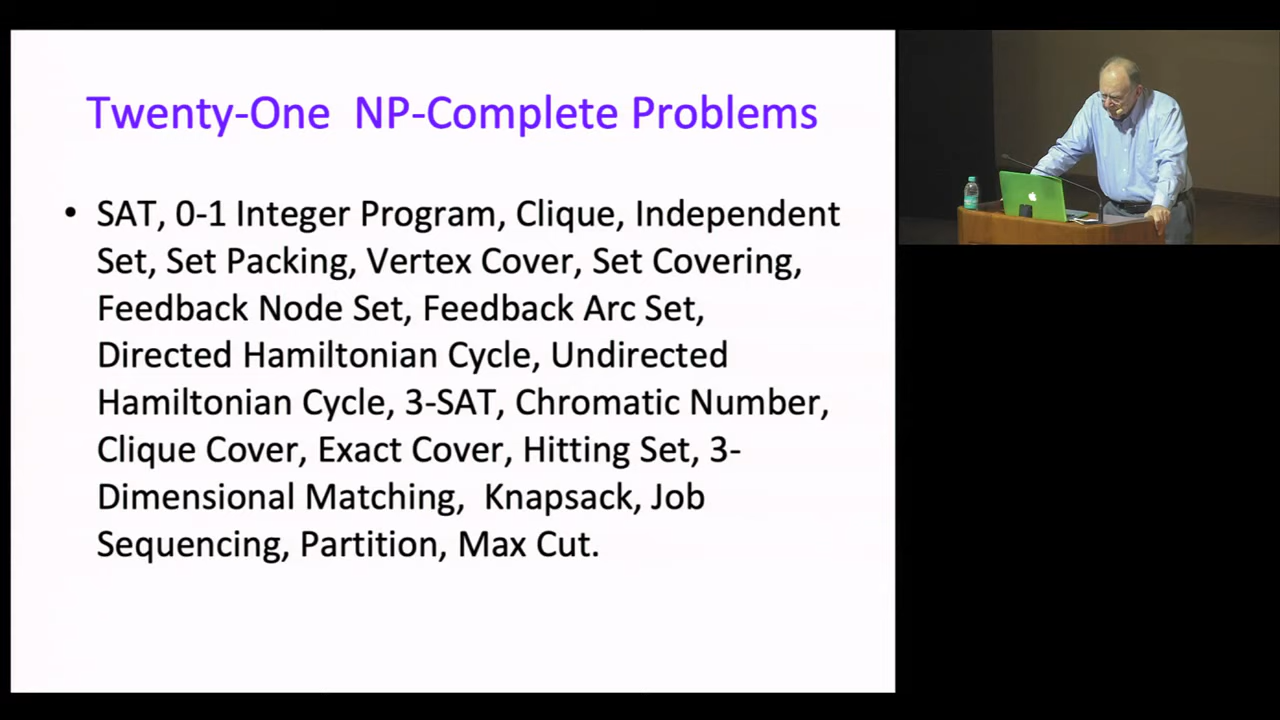 Twenty-One NP-Complete Problems
• SAT, 0-1 Integer Program, Clique, Independent
Set, Set Packing, Vertex Cover, Set Covering,
Feedback Node Set, Feedback Arc Set,
Directed Hamiltonian Cycle, Undirected
Hamiltonian Cycle, 3-SAT, Chromatic Number,
Clique Cover, Exact Cover, Hitting Set, 3-
Dimensional Matching, Knapsack, Job
Sequencing, Partition, Max Cut.